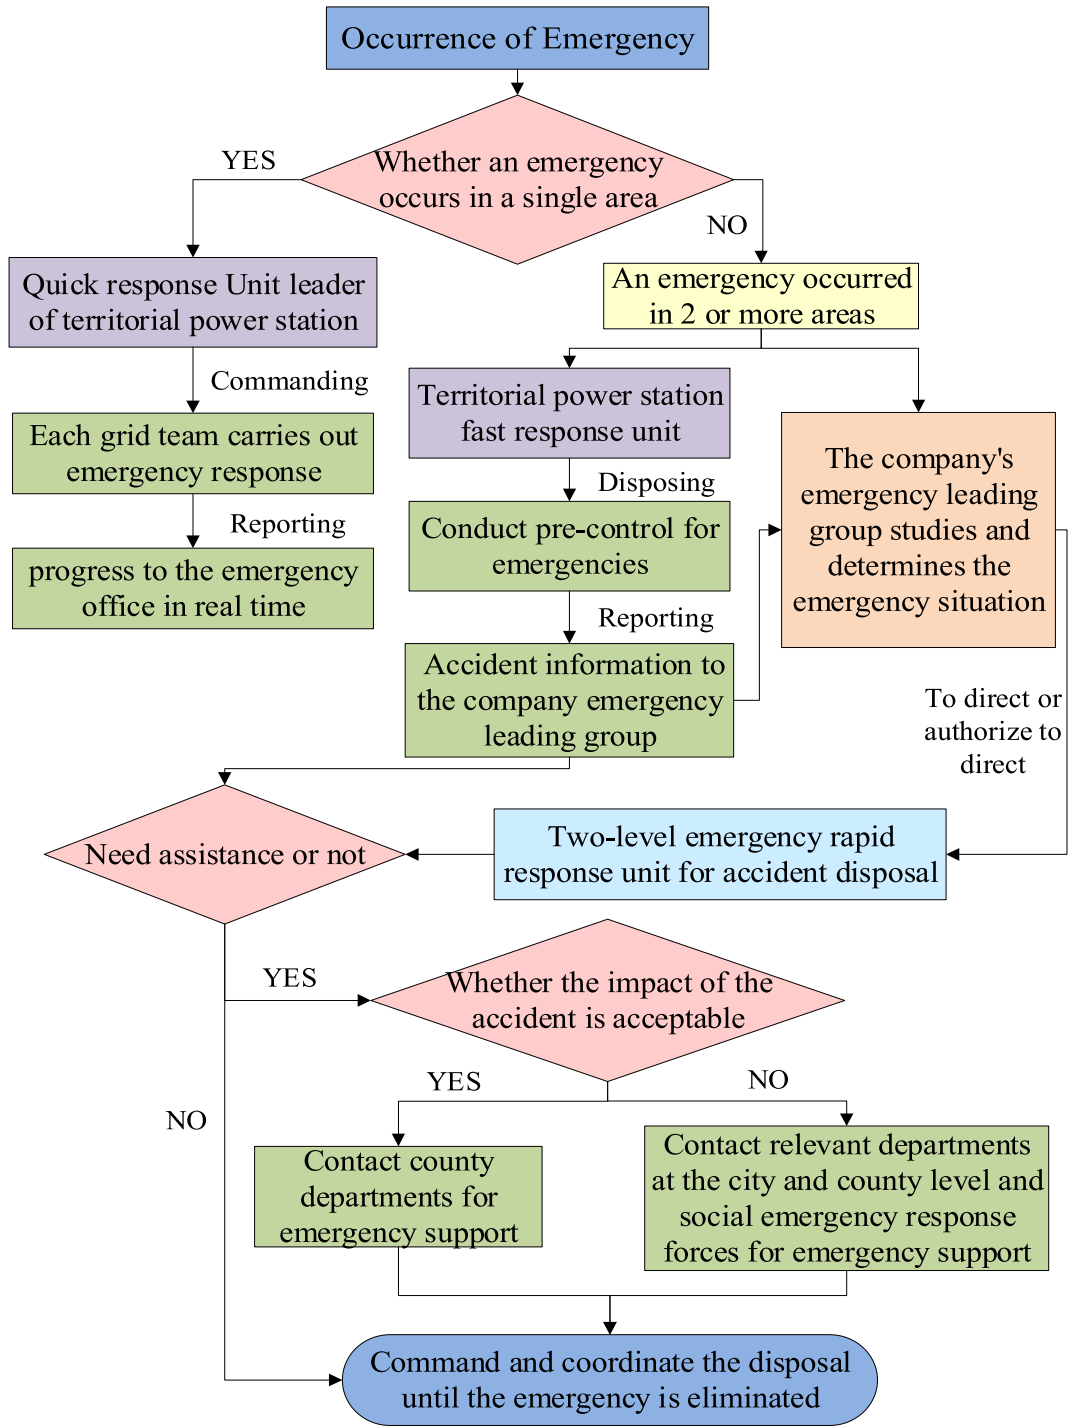 Occurrence of Emergency
Whether an emergency
occurs in a single area
YES
NO
Quick response Unit leader
of territorial power station
An emergency occurred
in 2 or more areas
Commanding
Each grid team carries out
emergency response
Reporting
progress to the emergency
office in real time
Territorial power station
fast response unit
Disposing
Conduct pre-control for
emergencies
Reporting
Accident information to
the company emergency
leading group
The company's
emergency leading
group studies and
determines the
emergency situation
To direct or
authorize to
direct
Two-level emergency rapid
response unit for accident disposal
Need assistance or not
YES
NO
Whether the impact of the
accident is acceptable
YES
NO
Contact county
departments for
emergency support
Contact relevant departments
at the city and county level and
social emergency response
forces for emergency support
Command and coordinate the disposal
until the emergency is eliminated